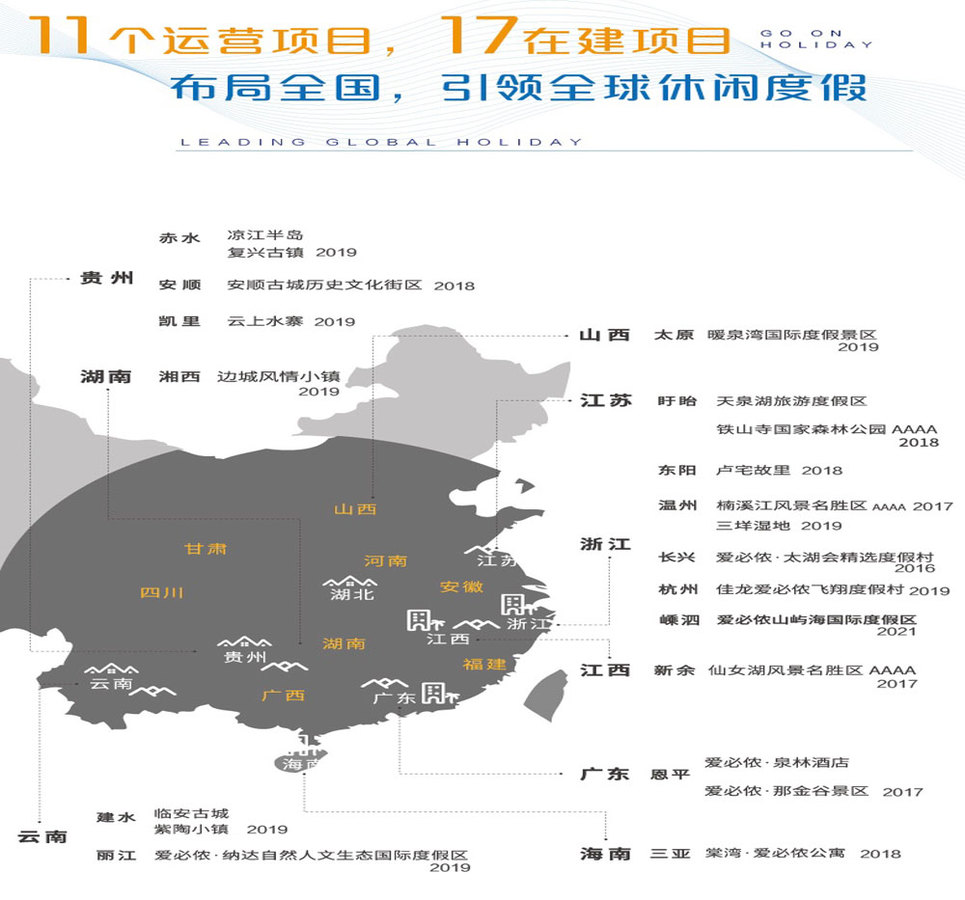 11个运营项目，17在建项目
GO ON
HOLIDAY
布局全国，引领全球休闲度假
LEADING GLOBAL HOLIDAY
贵州
赤水 凉江半岛
复兴古镇 2019
安顺 安顺古城历史文化街区 2018
凯里 云上水寨 2019
湖南 湘西 边城风情小镇
2019
山西 太原 暖泉湾国际度假景区
2019
江苏 盱眙 天泉湖旅游度假区
铁山寺国家森林公园 AAAA
2018
浙江
东阳 卢宅故里 2018
温州 楠溪江风景名胜区 AAAA 2017
三垟湿地 2019
长兴 爱必侬·太湖会精选度假村
2016
杭州 佳龙爱必侬飞翔度假村 2019
嵊泗 爱必侬山屿海国际度假区
2021
江西 新余 仙女湖风景名胜区 AAAA
2017
广东 恩平 爱必侬·泉林酒店
爱必侬·那金谷景区 2017
海南 三亚 棠湾·爱必侬公寓 2018
云南
建水 临安古城
紫陶小镇 2019
丽江 爱必侬·纳达自然人文生态国际度假区
2019
山西
甘肃
河南
江苏
四川
湖北
安徽
浙江
江西
湖南
贵州
福建
云南
广西
广东
海南